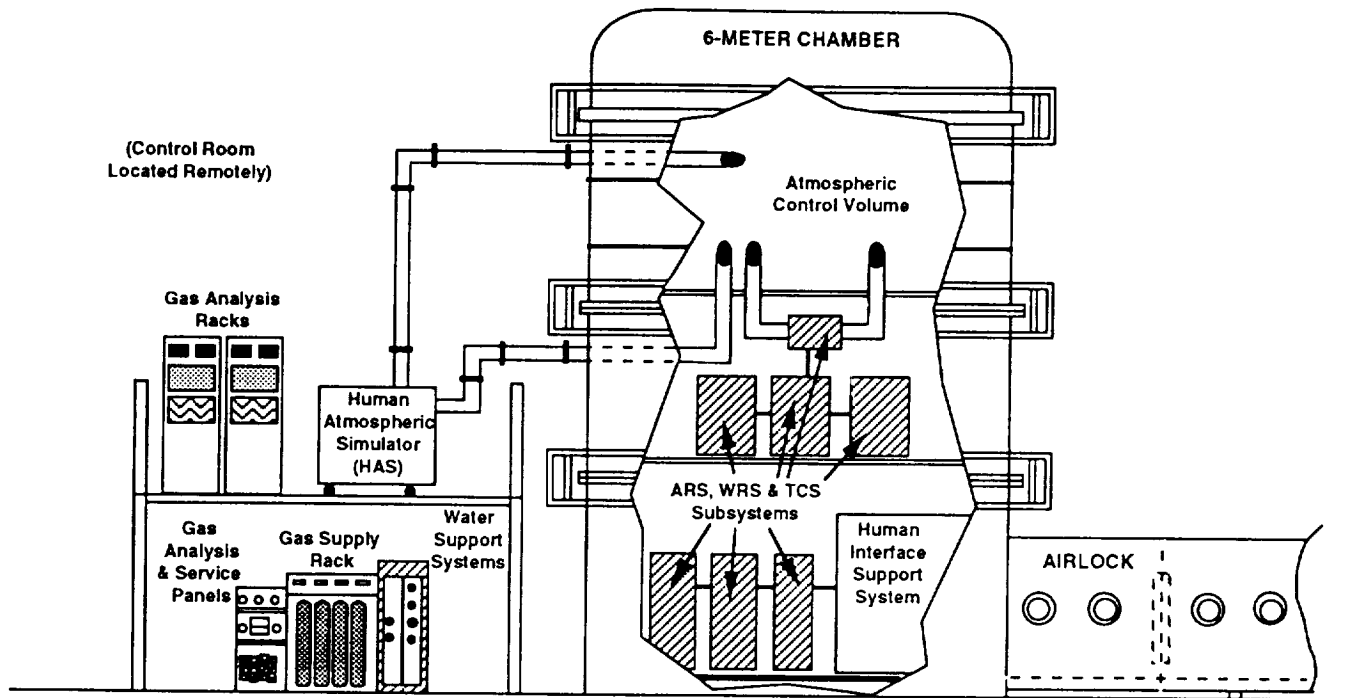 6-METER CHAMBER
(Control Room
Located Remotely)
Atmospheric
Control Volume
Gas Analysis
Racks
Human
Atmospheric
Simulator
(HAS)
ARS, WRS & TCS
Subsystems
Gas
Analysis
& Service
Panels
Gas Supply
Rack
Water
Support
Systems
Human
Interface
Support
System
AIRLOCK